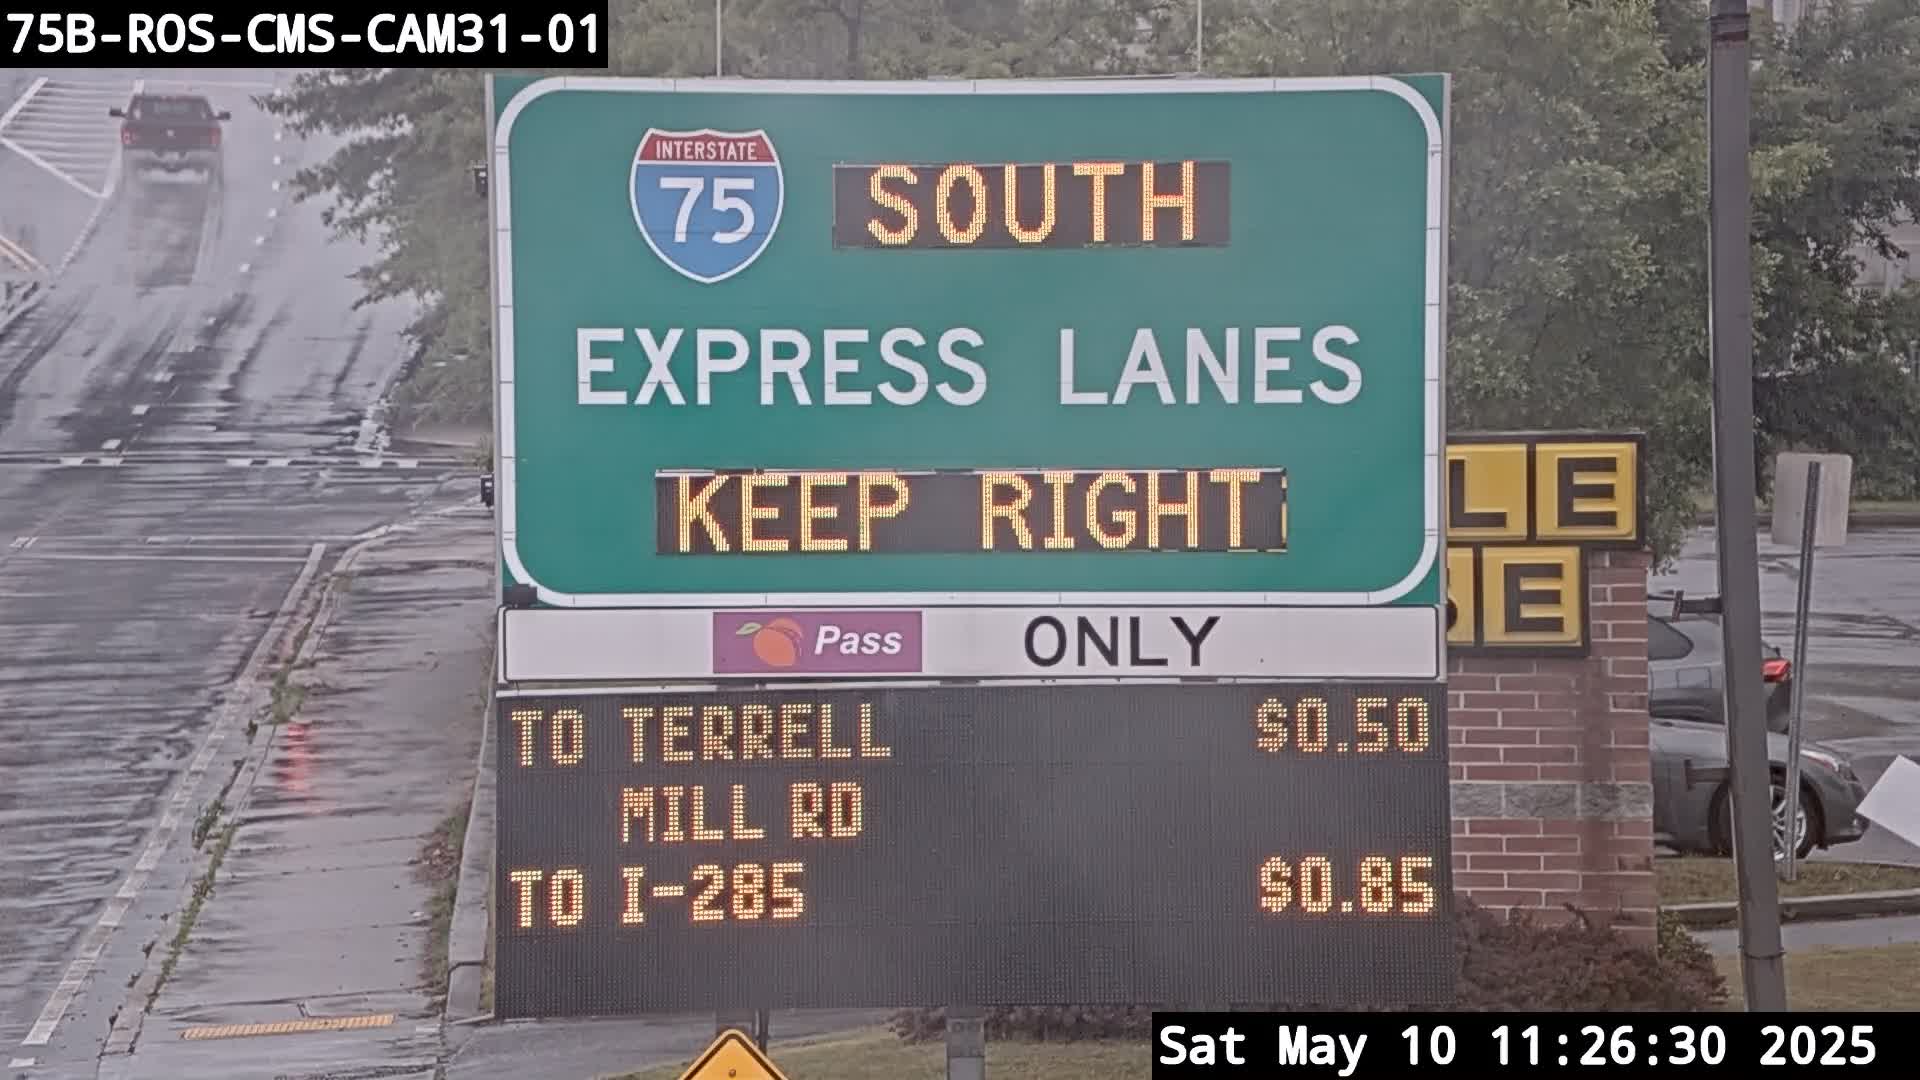 75B-ROS-CMS-CAM31-01
INTERSTATE
75
SOUTH
EXPRESS LANES
KEEP RIGHT
Pass ONLY
TO TERRELL $0.50
MILL RD
TO I-285 $0.85
Sat May 10 11:26:30 2025